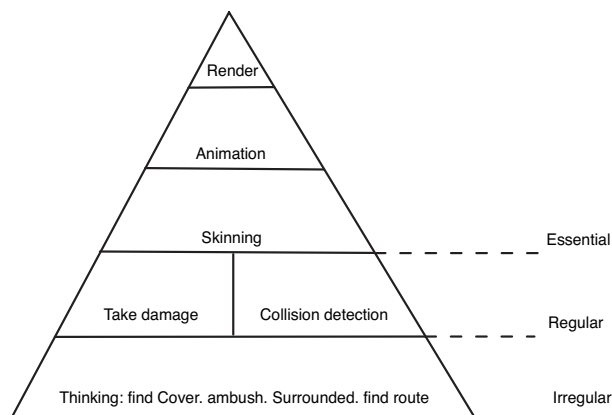 Render
Animation
Skinning
Essential
Take damage
Collision detection
Regular
Thinking: find Cover. ambush. Surrounded. find route
Irregular